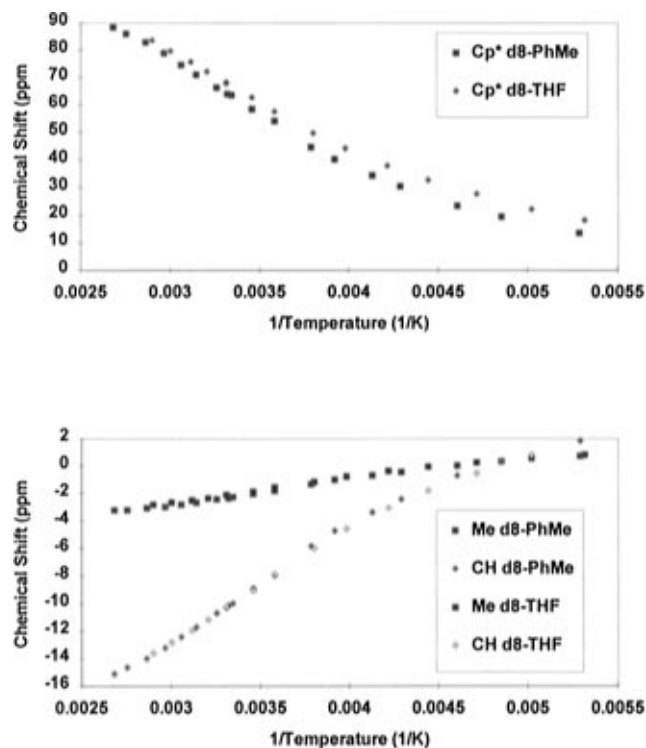 90
80
70
60
50
40
30
20
10
0
Chemical Shift (ppm
Cp* d8-PhMe
Cp* d8-THF
0.0025 0.003 0.0035 0.004 0.0045 0.005 0.0055
1/Temperature (1/K)
2
0
-2
-4
-6
-8
-10
-12
-14
-16
Chemical Shift (ppm
Me d8-PhMe
CH d8-PhMe
Me d8-THF
CH d8-THF
0.0025 0.003 0.0035 0.004 0.0045 0.005 0.0055
1/Temperature (1/K)